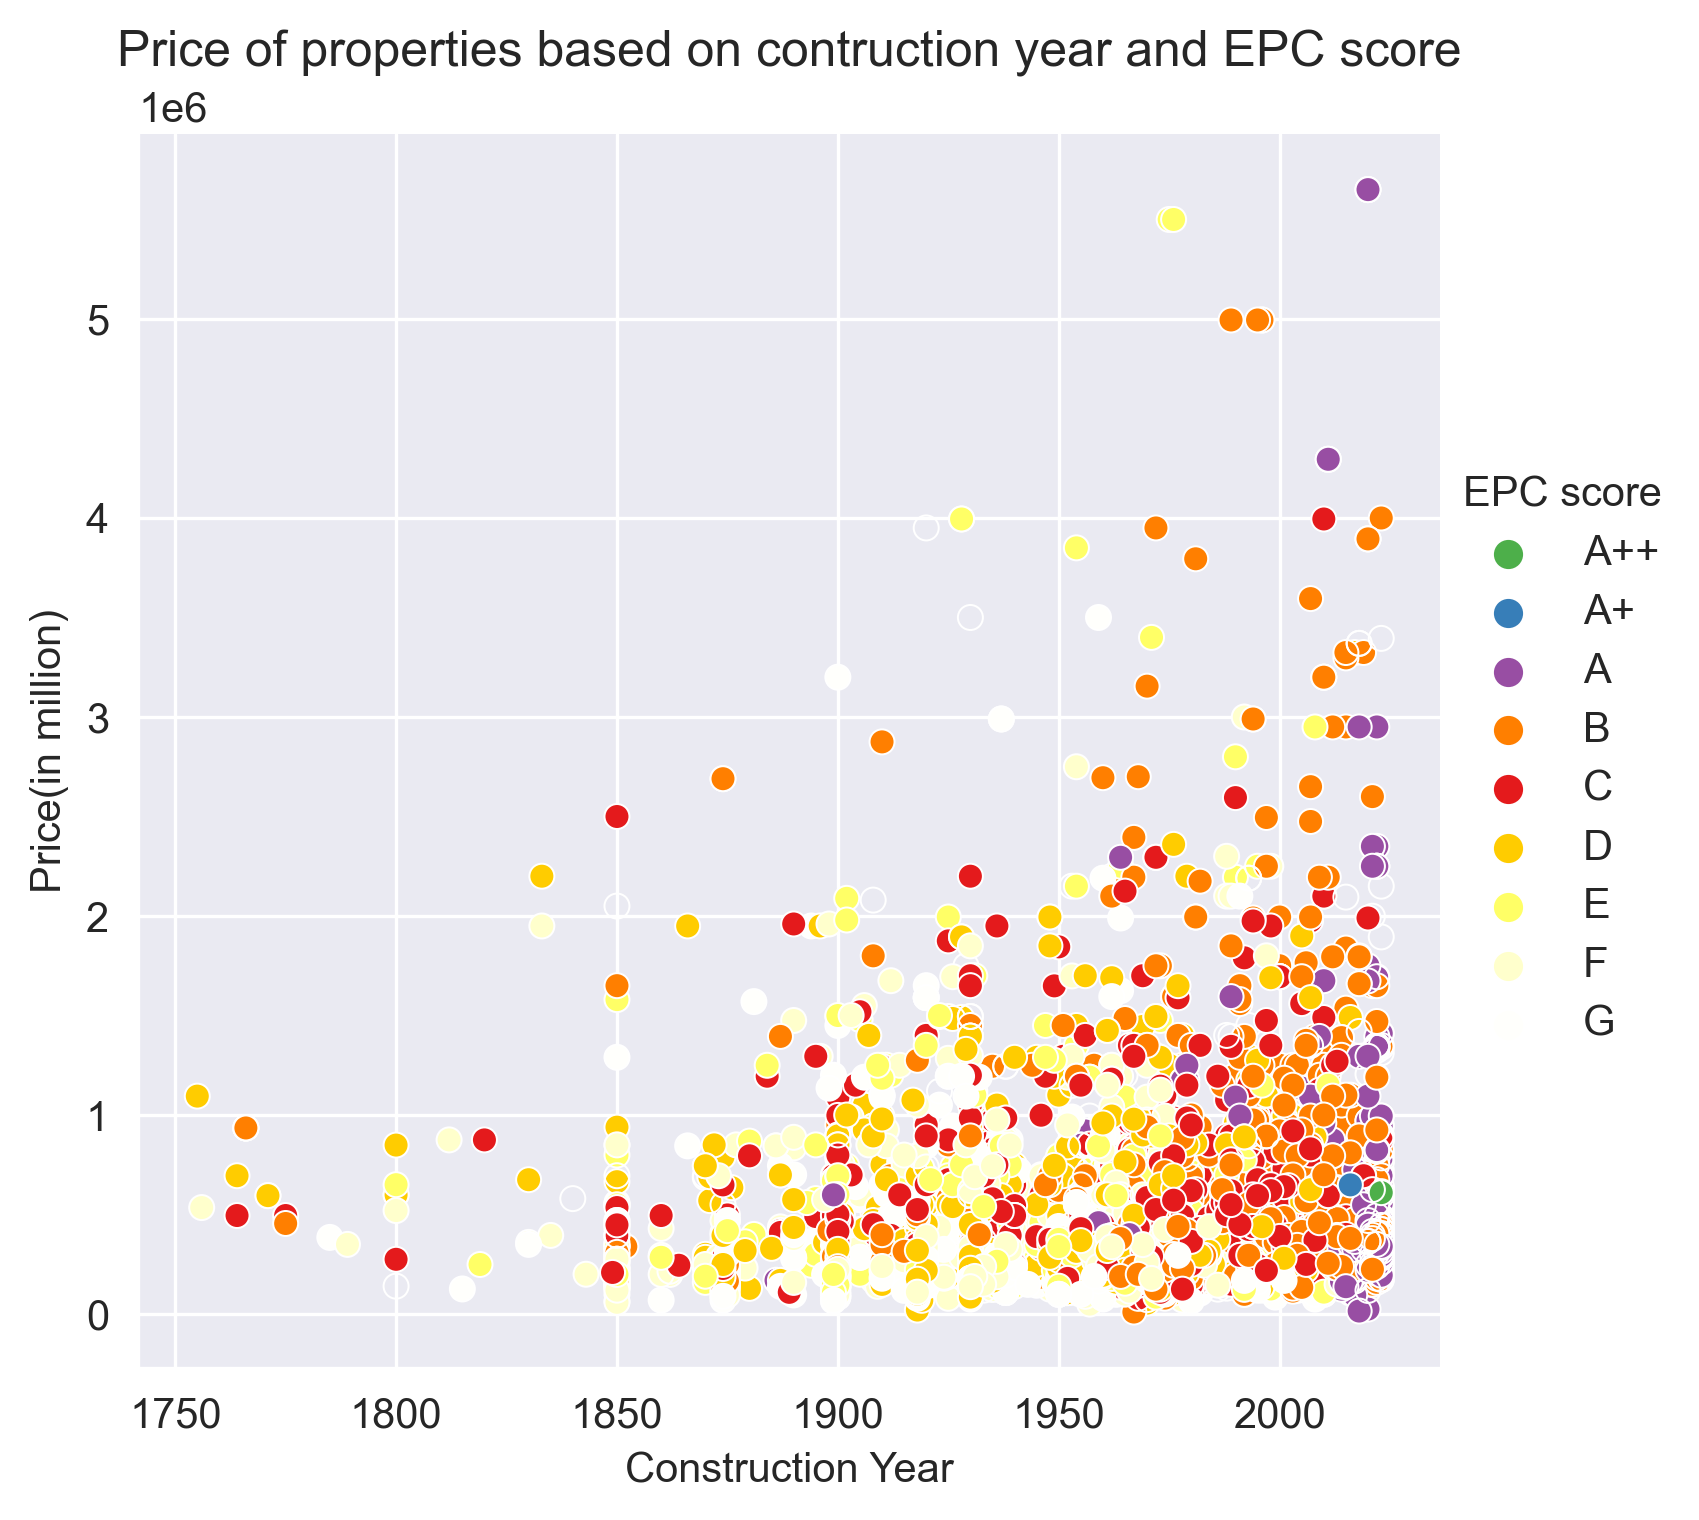 Price of properties based on contruction year and EPC score
1e6
5
4
3
2
1
0
Price(in million)
1750
1800
1850
1900
1950
2000
Construction Year
EPC score
A++
A+
A
B
C
D
E
F
G